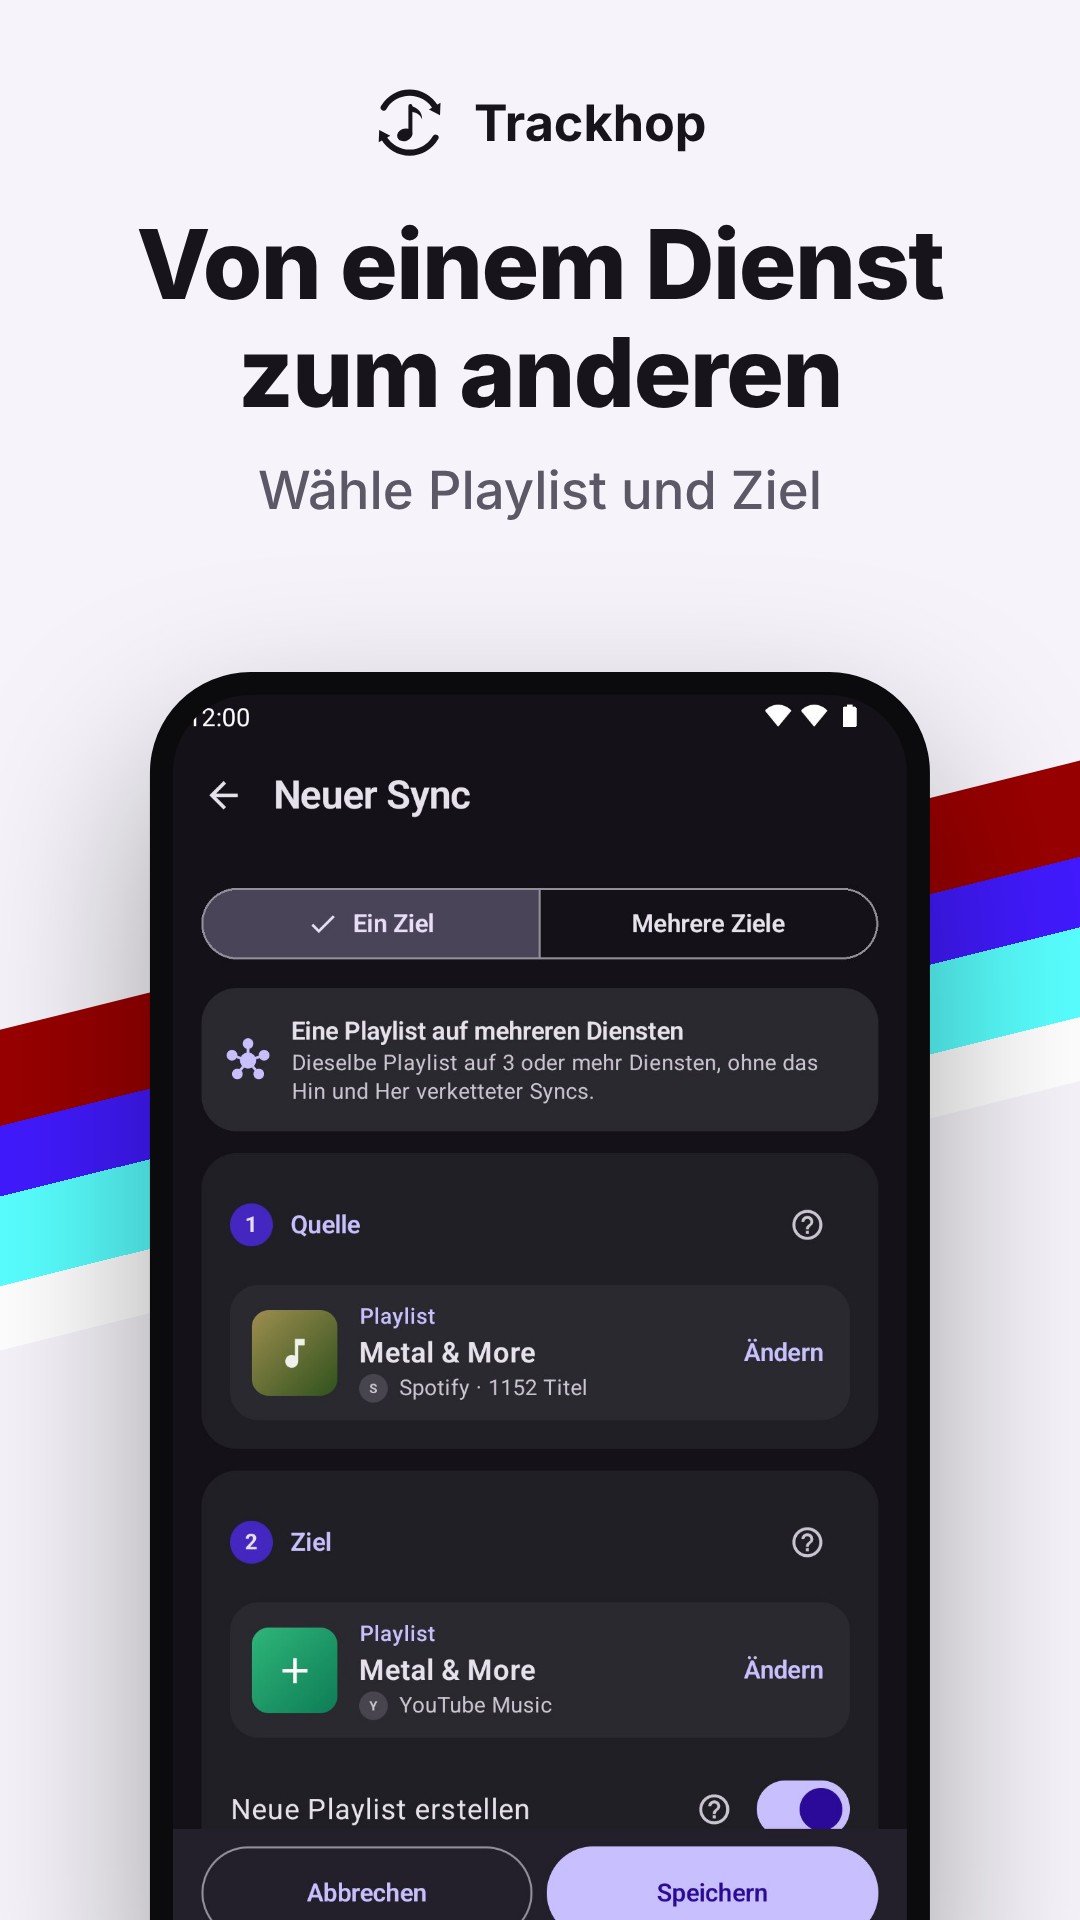 Trackhop
Von einem Dienst
zum anderen
Wähle Playlist und Ziel
12:00
Neuer Sync
Ein Ziel
Mehrere Ziele
Eine Playlist auf mehreren Diensten
Dieselbe Playlist auf 3 oder mehr Diensten, ohne das
Hin und Her verketteter Syncs.
1 Quelle
Playlist
Metal & More
Ändern
S Spotify · 1152 Titel
2 Ziel
Playlist
Metal & More
Ändern
Y YouTube Music
Neue Playlist erstellen
Abbrechen
Speichern